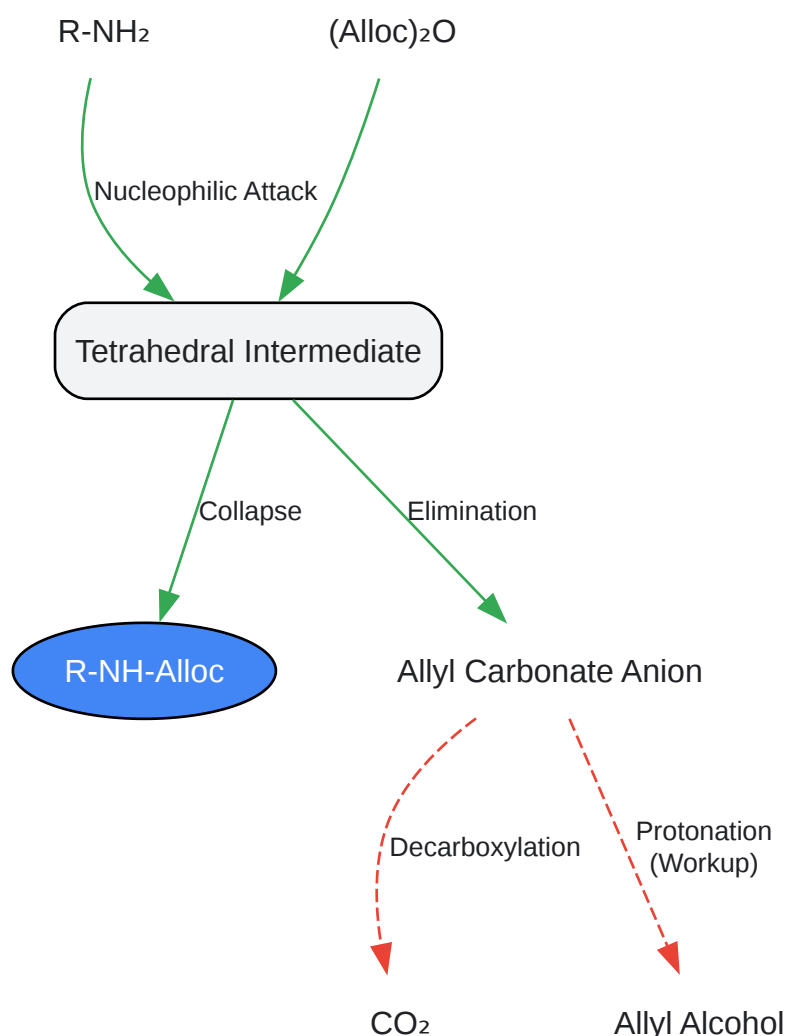 R-NH₂
(Alloc)₂O
Nucleophilic Attack
Tetrahedral Intermediate
Collapse
Elimination
R-NH-Alloc
Allyl Carbonate Anion
Decarboxylation
Protonation
(Workup)
CO₂
Allyl Alcohol